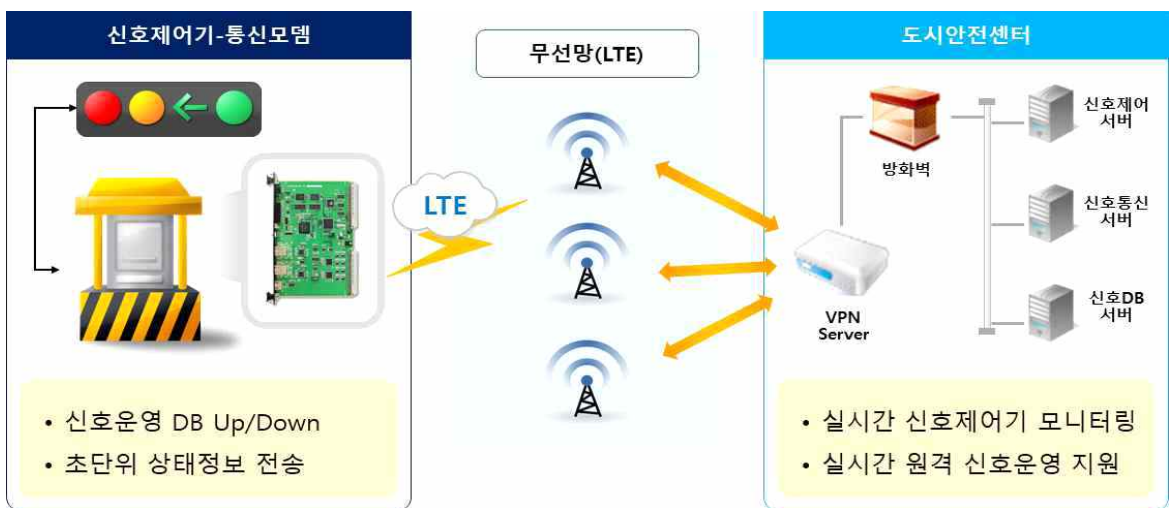 신호제어기-통신모뎀
무선망(LTE)
도시안전센터
LTE
방화벽
신호제어
서버
신호통신
서버
신호DB
서버
VPN
Server
• 신호운영 DB Up/Down
• 초단위 상태정보 전송
• 실시간 신호제어기 모니터링
• 실시간 원격 신호운영 지원